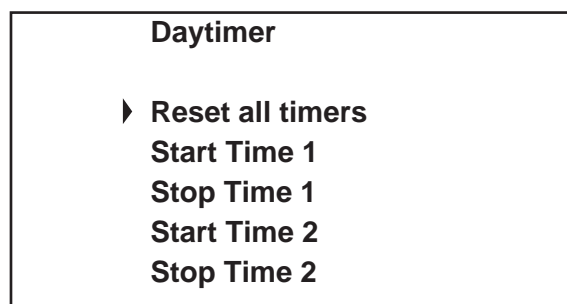 Daytimer
Reset all timers
Start Time 1
Stop Time 1
Start Time 2
Stop Time 2